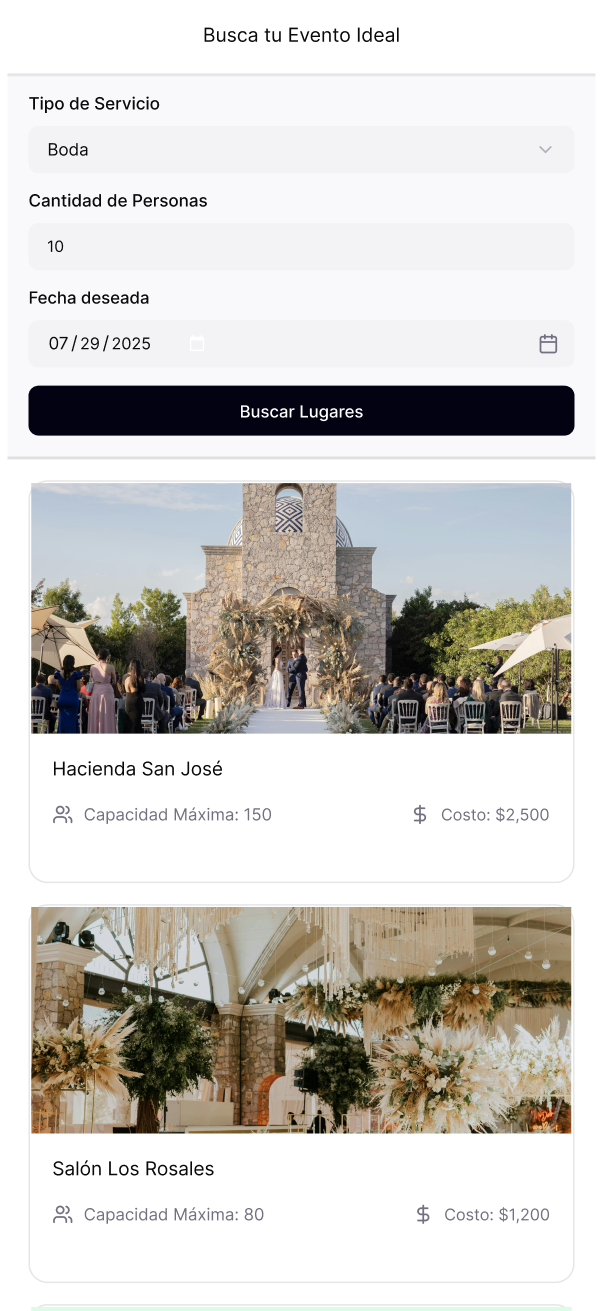 Busca tu Evento Ideal
Tipo de Servicio
Boda
Cantidad de Personas
10
Fecha deseada
07/29/2025
Buscar Lugares
Hacienda San José
Capacidad Máxima: 150 Costo: $2,500
Salón Los Rosales
Capacidad Máxima: 80 Costo: $1,200